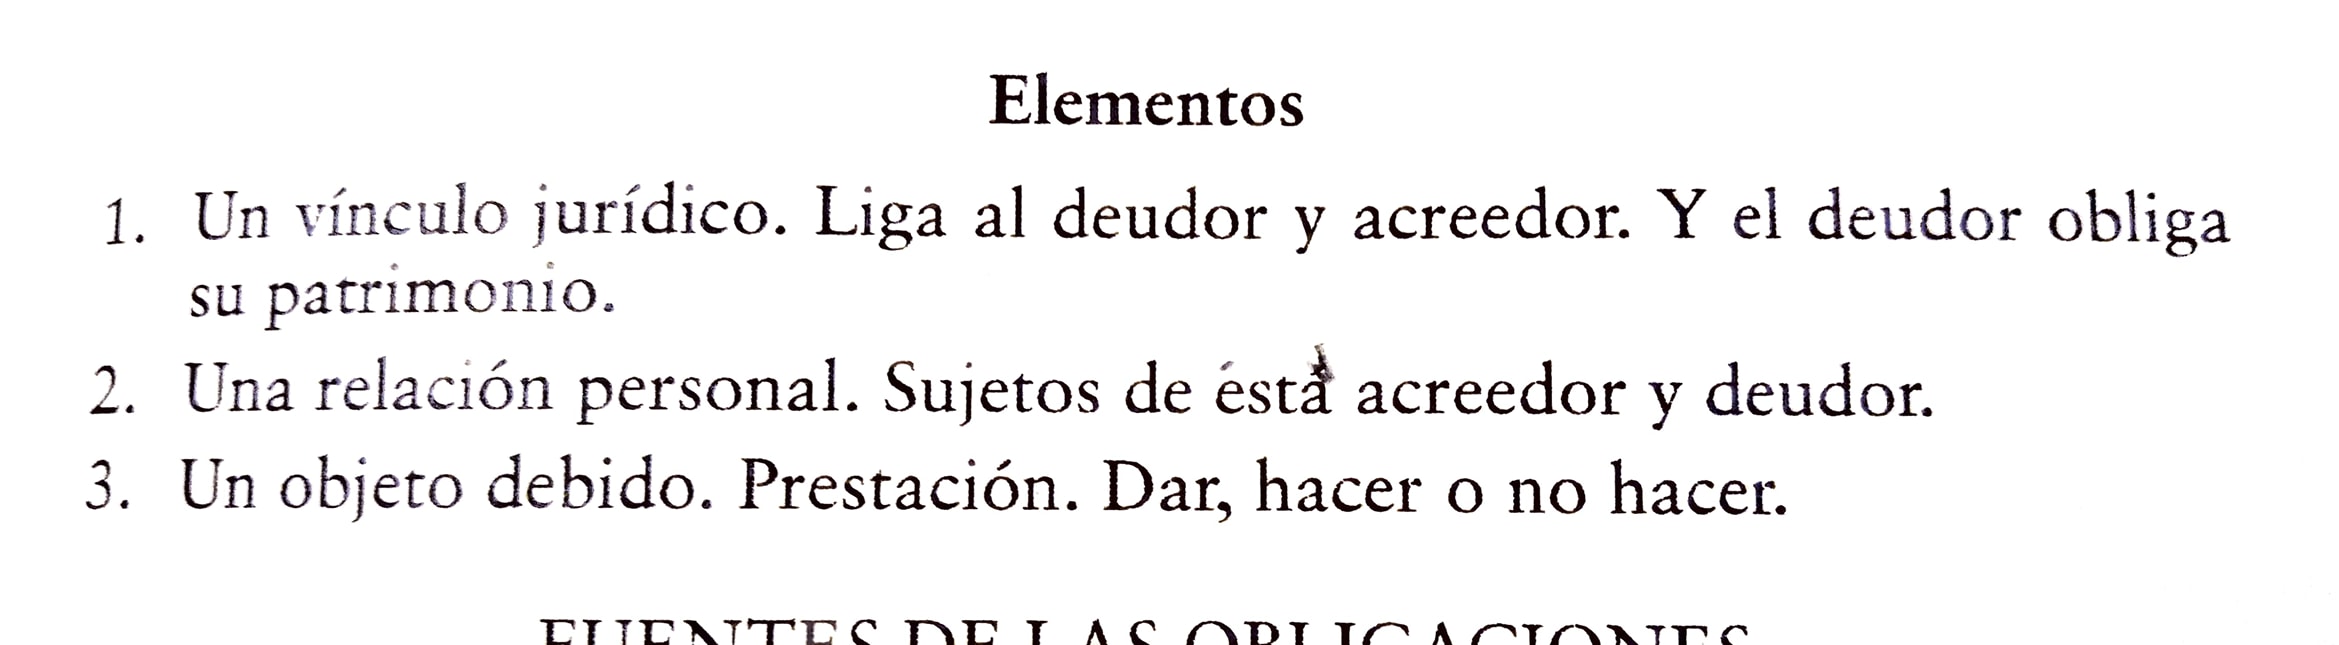 Elementos
1. Un vínculo jurídico. Liga al deudor y acreedor. Y el deudor obliga
su patrimonio.
2. Una relación personal. Sujetos de ésta acreedor y deudor.
3. Un objeto debido. Prestación. Dar, hacer o no hacer.
FUENTES DE LAS OBLIGACIONES